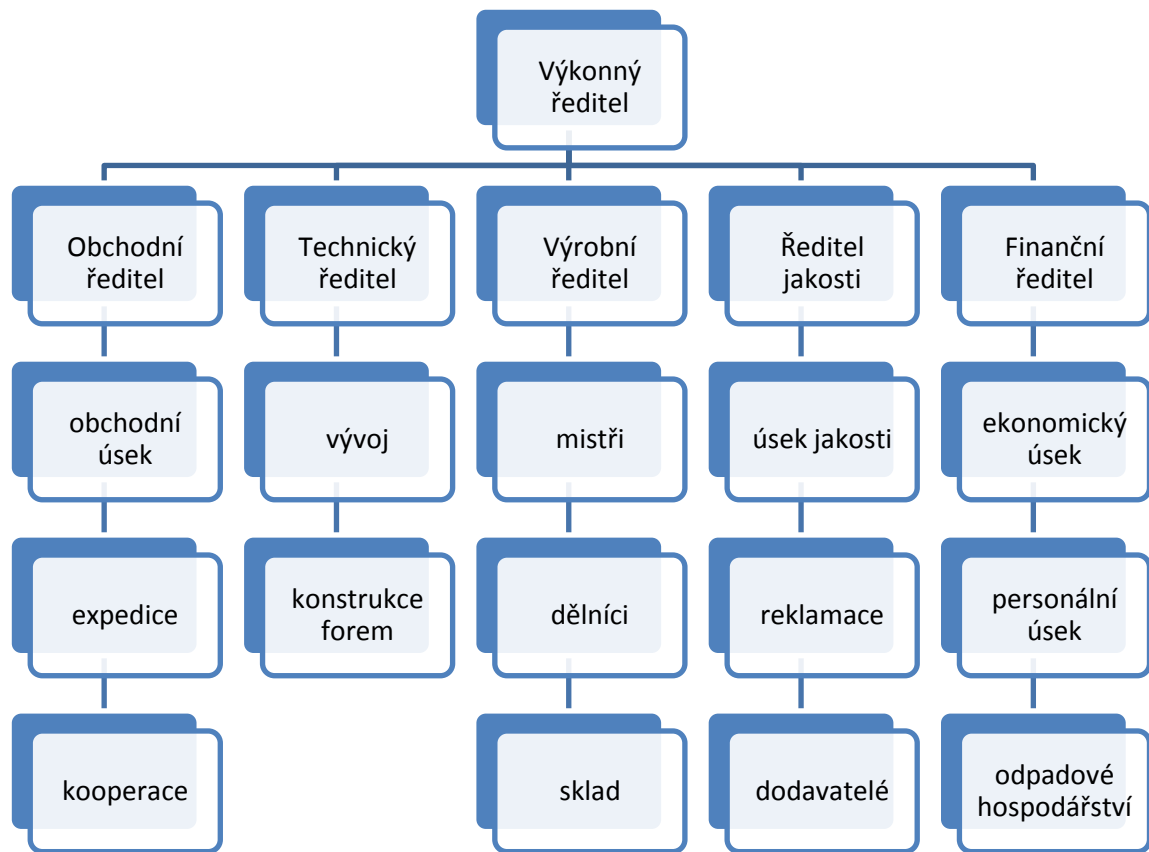 Výkonný
ředitel
Obchodní
ředitel
Technický
ředitel
Výrobní
ředitel
Ředitel
jakosti
Finanční
ředitel
obchodní
úsek
vývoj
mistři
úsek jakosti
ekonomický
úsek
expedice
konstrukce
forem
dělníci
reklamace
personální
úsek
kooperace
sklad
dodavatelé
odpadové
hospodářství